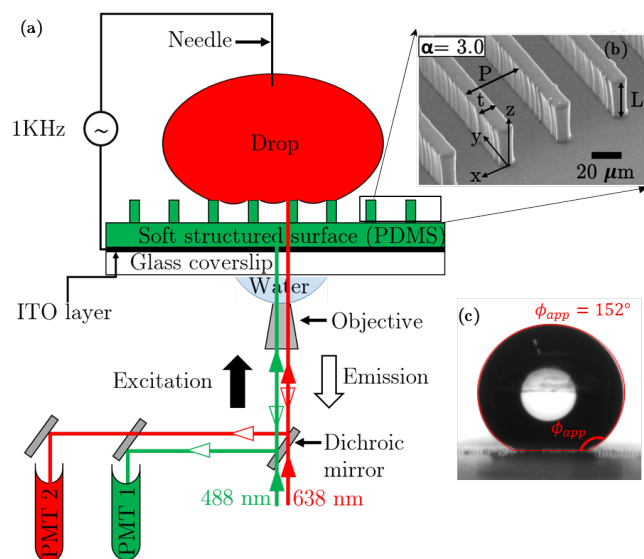 (a)
Needle
1KHz
~
Drop
Soft structured surface (PDMS)
Glass coverslip
Water
ITO layer
Objective
Excitation
Emission
Dichroic
mirror
488 nm
638 nm
PMT 2
PMT 1
(b)
α= 3.0
P
t
z
L
y
x
20 μm
(c)
ϕapp = 152°
ϕapp